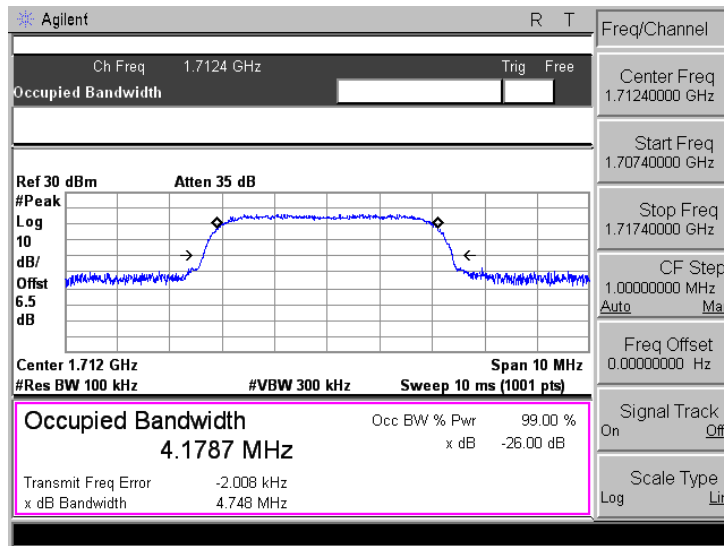 Agilent R T
Freq/Channel
Ch Freq 1.7124 GHz Trig Free
Occupied Bandwidth
Center Freq
1.71240000 GHz
Start Freq
1.70740000 GHz
Stop Freq
1.71740000 GHz
CF Step
1.00000000 MHz
Auto Ma
Freq Offset
0.00000000 Hz
Signal Track
On Off
Scale Type
Log Lin
Ref 30 dBm Atten 35 dB
#Peak
Log
10
dB/
Offst
6.5
dB
Center 1.712 GHz Span 10 MHz
#Res BW 100 kHz #VBW 300 kHz Sweep 10 ms (1001 pts)
Occupied Bandwidth
4.1787 MHz
Occ BW % Pwr 99.00 %
x dB -26.00 dB
Transmit Freq Error -2.008 kHz
x dB Bandwidth 4.748 MHz